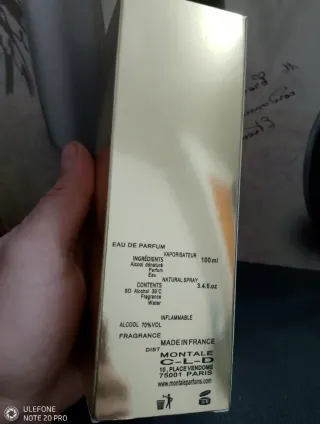 EAU DE PARFUM
VAPORISATEUR
INGRÉDIENTS 100 ml
Alcool dénaturé
Parfum
Eau
NATURAL SPRAY
CONTENTS 3.4 fl.oz
SD Alcohol 39 C
Fragrance
Water
INFLAMMABLE
ALCOOL 70% VOL
FRAGRANCE
MADE IN FRANCE
DIST MONTALE
C-L-D
10, PLACE VENDOME
75001 PARIS
www.montaleparfums.com
ULEFONE
NOTE 20 PRO